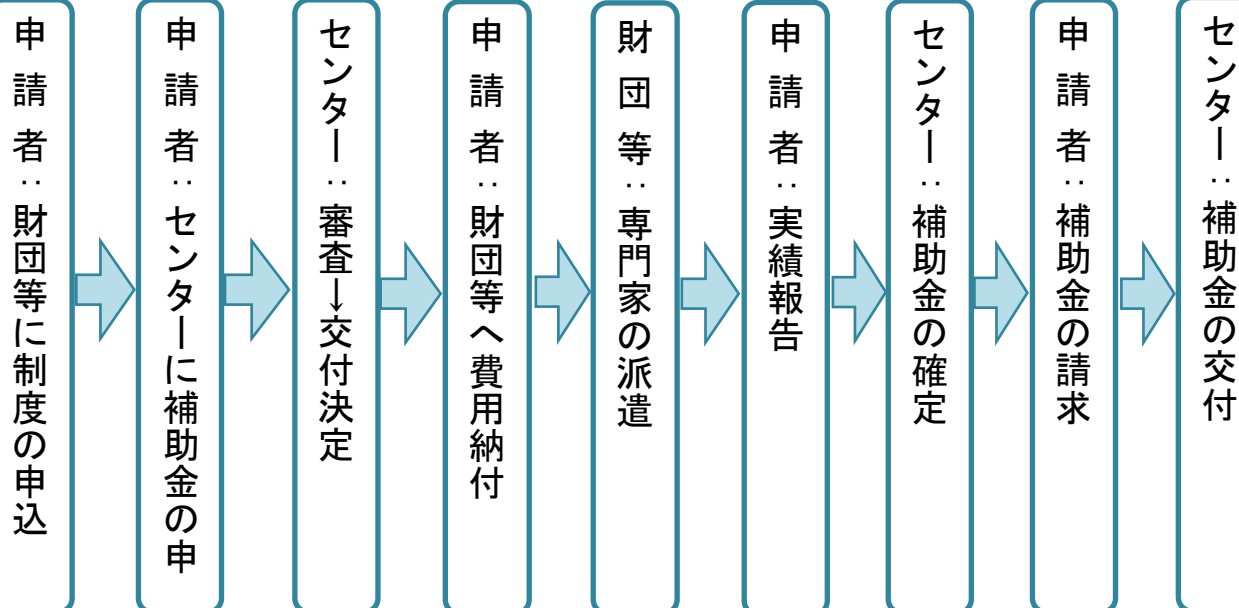 申請者：財団等に制度の申込
申請者：センターに補助金の申
センター：審査→交付決定
申請者：財団等へ費用納付
財団等：専門家の派遣
申請者：実績報告
センター：補助金の確定
申請者：補助金の請求
センター：補助金の交付